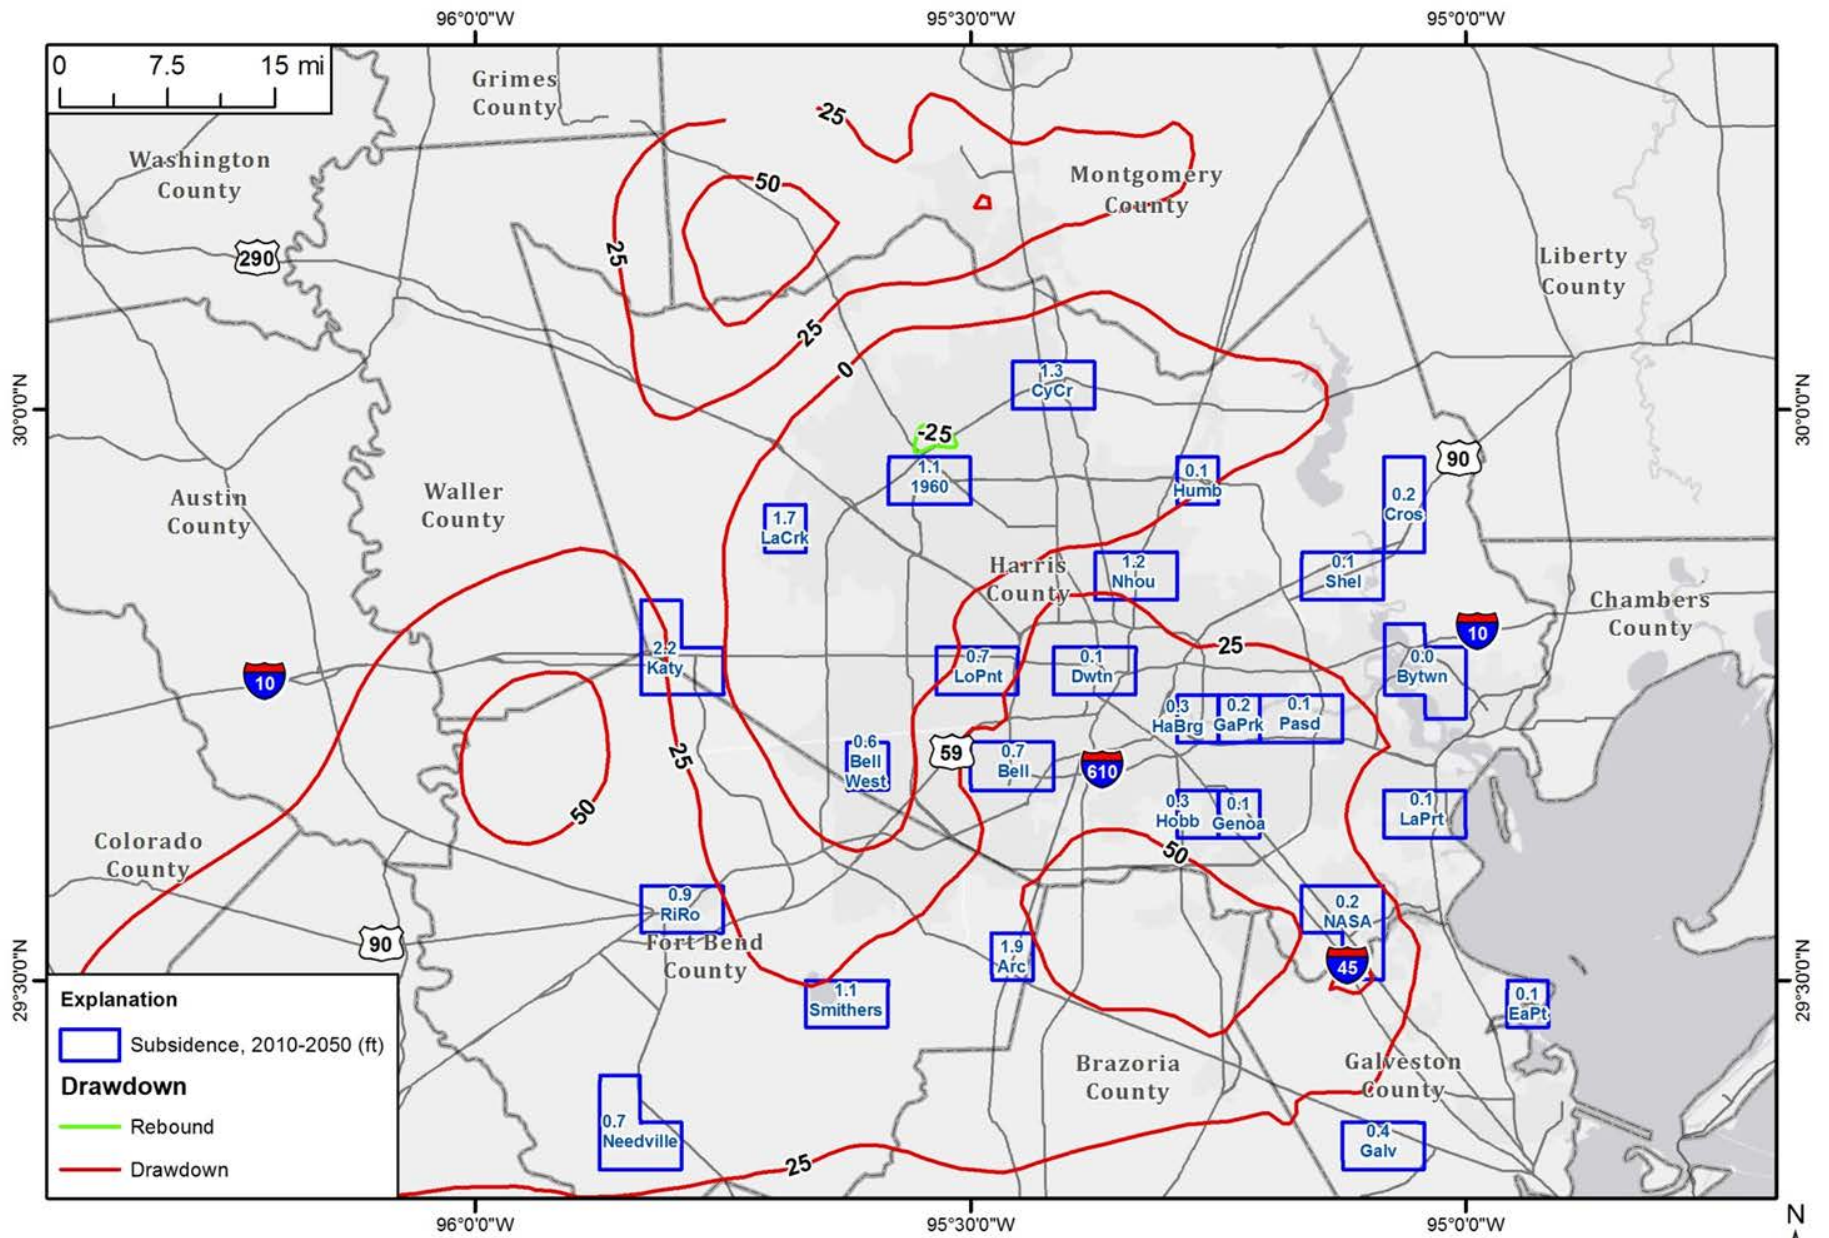 96°0'0"W
95°30'0"W
95°0'0"W
0 7.5 15 mi
Grimes
County
-25
Washington
County
50
Montgomery
County
25
290
Liberty
County
25
0
30°0'0"N
30°0'0"N
1.3
CyCr
-25
90
1.1
1960
0.1
Humb
0.2
Cros
Austin
County
Waller
County
1.7
LaCrk
Harris
County
1.2
Nhou
0.1
Shel
Chambers
County
10
25
2.2
Katy
0.7
LoPnt
0.1
Dwtn
0.0
Bytwn
10
0.3
HaBrg
0.2
GaPrk
0.1
Pasd
25
0.6
Bell
West
59
0.7
Bell
610
50
0.3
Hobb
0.1
Genoa
0.1
LaPrt
Colorado
County
50
0.9
RiRo
0.2
NASA
90
Fort Bend
County
1.9
Arc
45
29°30'0"N
29°30'0"N
1.1
Smithers
0.1
EaPt
Explanation
Subsidence, 2010-2050 (ft)
Drawdown
Rebound
Drawdown
Brazoria
County
Galveston
County
0.7
Needville
0.4
Galv
25
96°0'0"W
95°30'0"W
95°0'0"W
N